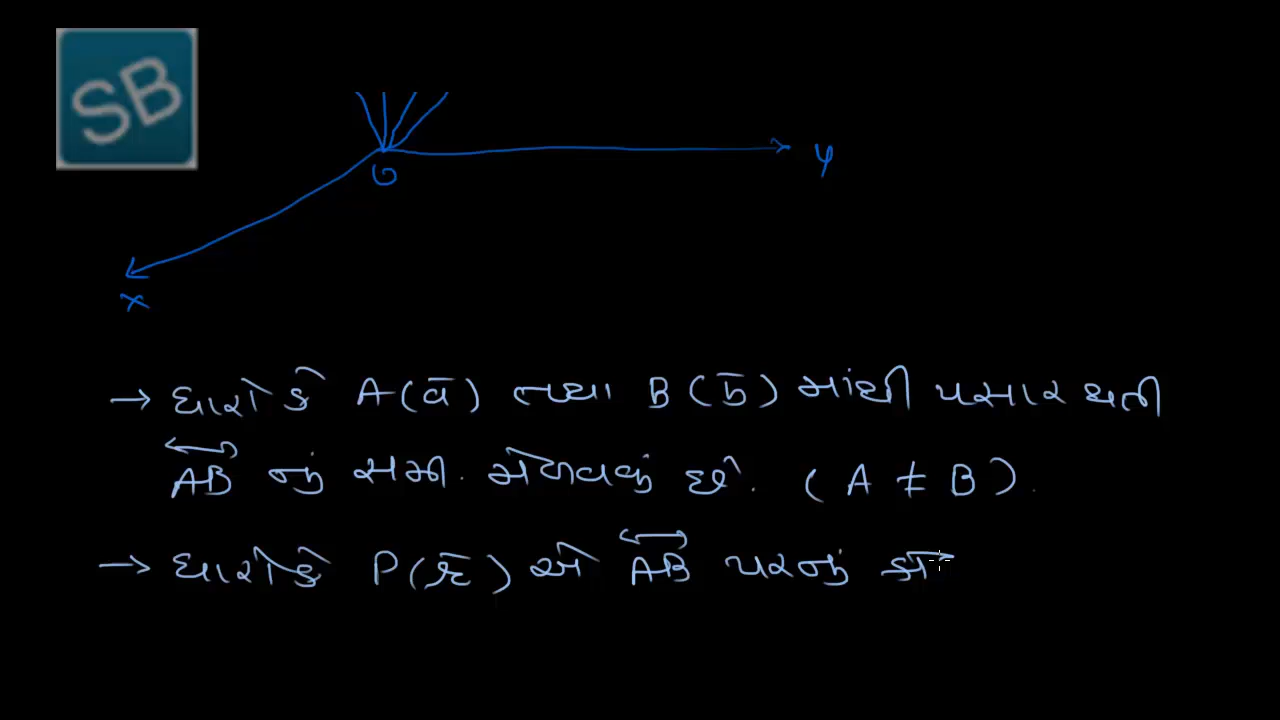 SB
O
y
x
→ ધારો કે A(a̅) તથા B(b̅) માંથી પસાર થતી
AB નું સમી. મેળવવું છે. (A ≠ B).
→ ધારો કે P(r̅) એ AB પરનું